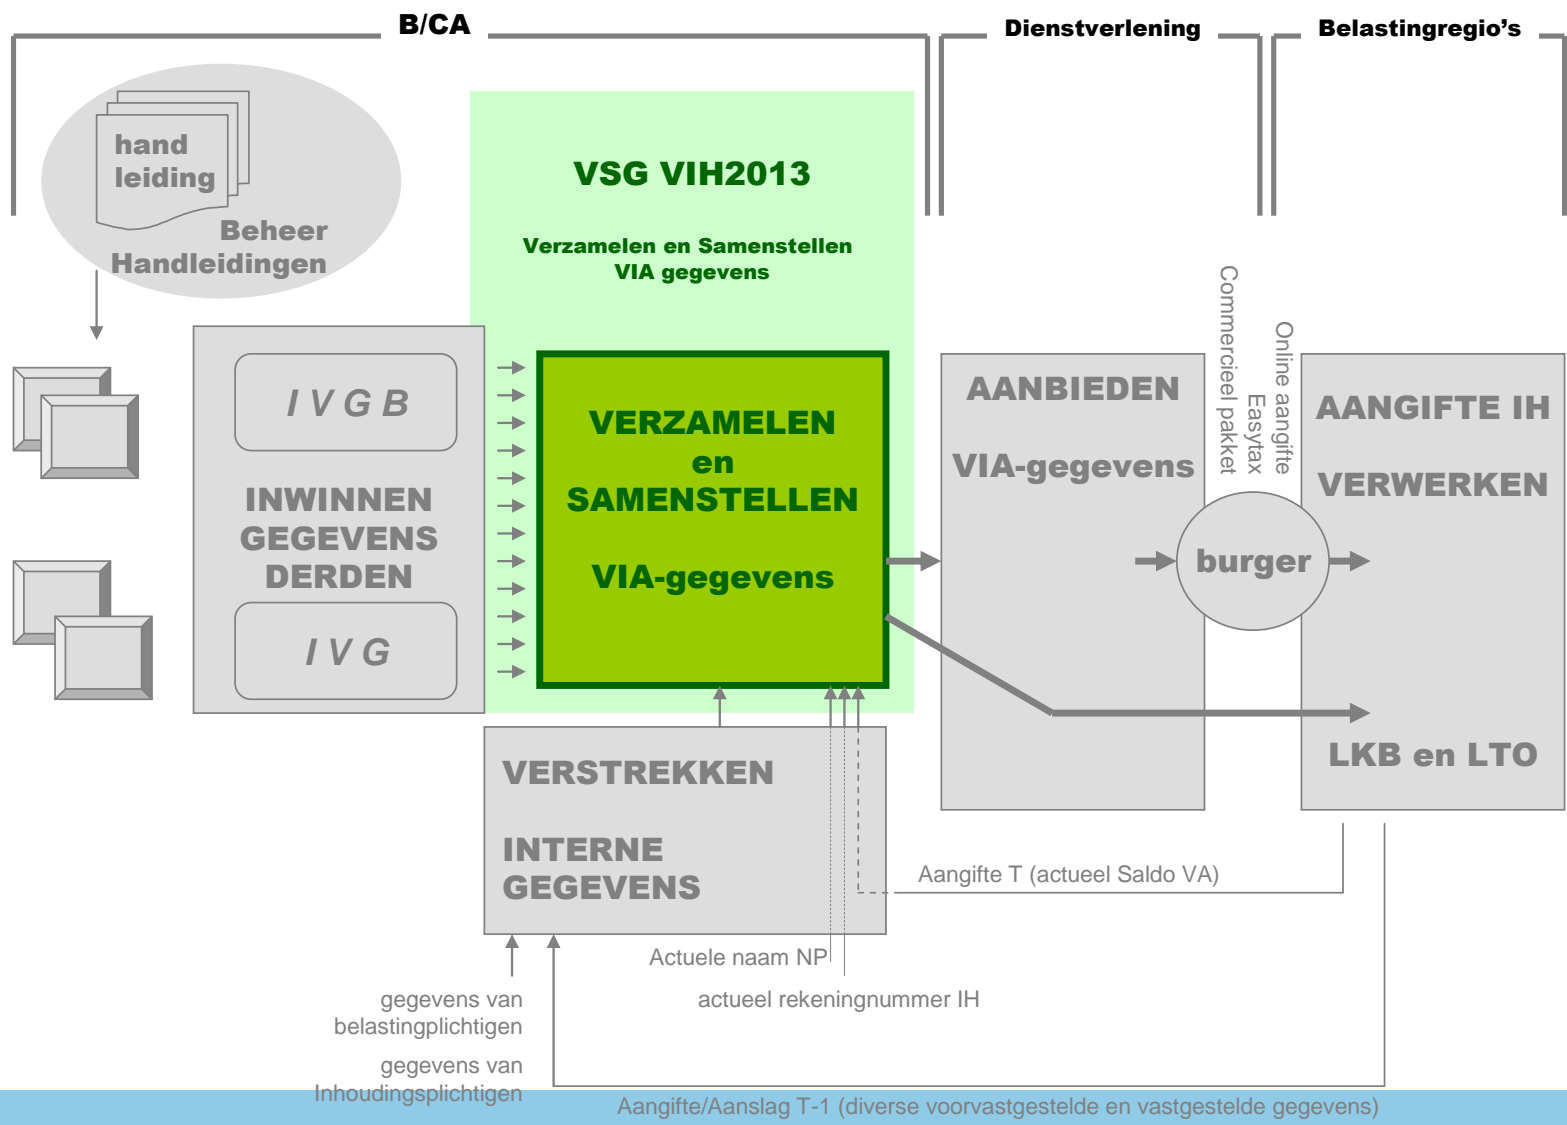 B/CA
Dienstverlening
Belastingregio's
hand
leiding
Beheer
Handleidingen
VSG VIH2013
Verzamelen en Samenstellen
VIA gegevens
I V G B
INWINNEN
GEGEVENS
DERDEN
I V G
VERZAMELEN
en
SAMENSTELLEN
VIA-gegevens
AANBIEDEN
VIA-gegevens
Online aangifte
Easytax
Commercieel pakket
burger
AANGIFTE IH
VERWERKEN
LKB en LTO
VERSTREKKEN
INTERNE
GEGEVENS
Aangifte T (actueel Saldo VA)
Actuele naam NP
actueel rekeningnummer IH
gegevens van
belastingplichtigen
gegevens van
Inhoudingsplichtigen
Aangifte/Aanslag T-1 (diverse voorvastgestelde en vastgestelde gegevens)